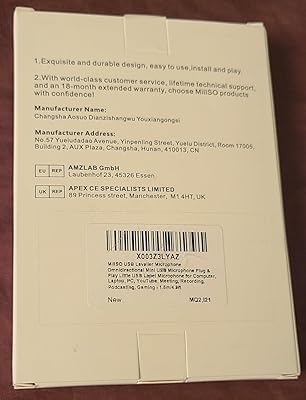 1.Exquisite and durable design, easy to use,install and play.
2.With world-class customer service, lifetime technical support,
and an 18-month extended warranty, choose MillSO products
with confidence!
Manufacturer Name:
Changsha Aosuo Dianzishangwu Youxiangongsi
Manufacturer Address:
No.57 Yueludadao Avenue, Yinpenling Street, Yuelu District, Room 17005,
Building 2, AUX Plaza, Changsha, Hunan, 410013, CN
EU REP AMZLAB GmbH
Laubenhof 23, 45326 Essen
UK REP APEX CE SPECIALISTS LIMITED
89 Princess street, Manchester, M1 4HT, UK
X003Z3LYAZ
MillSO USB Lavalier Microphone
Omnidirectional Mini USB Microphone Plug &
Play Little USB Lapel Microphone for Computer,
Laptop, PC, YouTube, Meeting, Recording,
Podcasting, Gaming - 1.5m/4.9ft
New MQ2J21